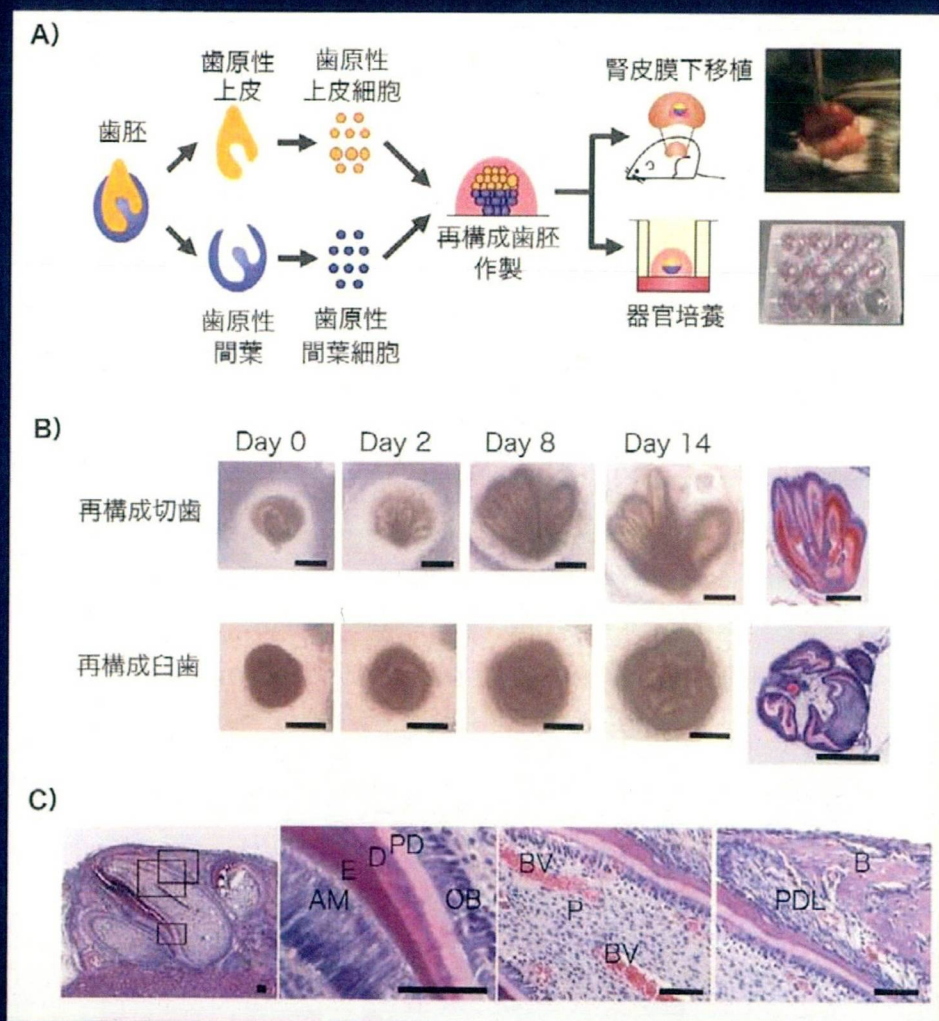 A)
歯胚
歯原性
上皮
歯原性
上皮細胞
歯原性
間葉
歯原性
間葉細胞
再構成歯胚
作製
腎皮膜下移植
器官培養
B)
Day 0 Day 2 Day 8 Day 14
再構成切歯
再構成臼歯
C)
AM E D PD OB
BV P BV
PDL B